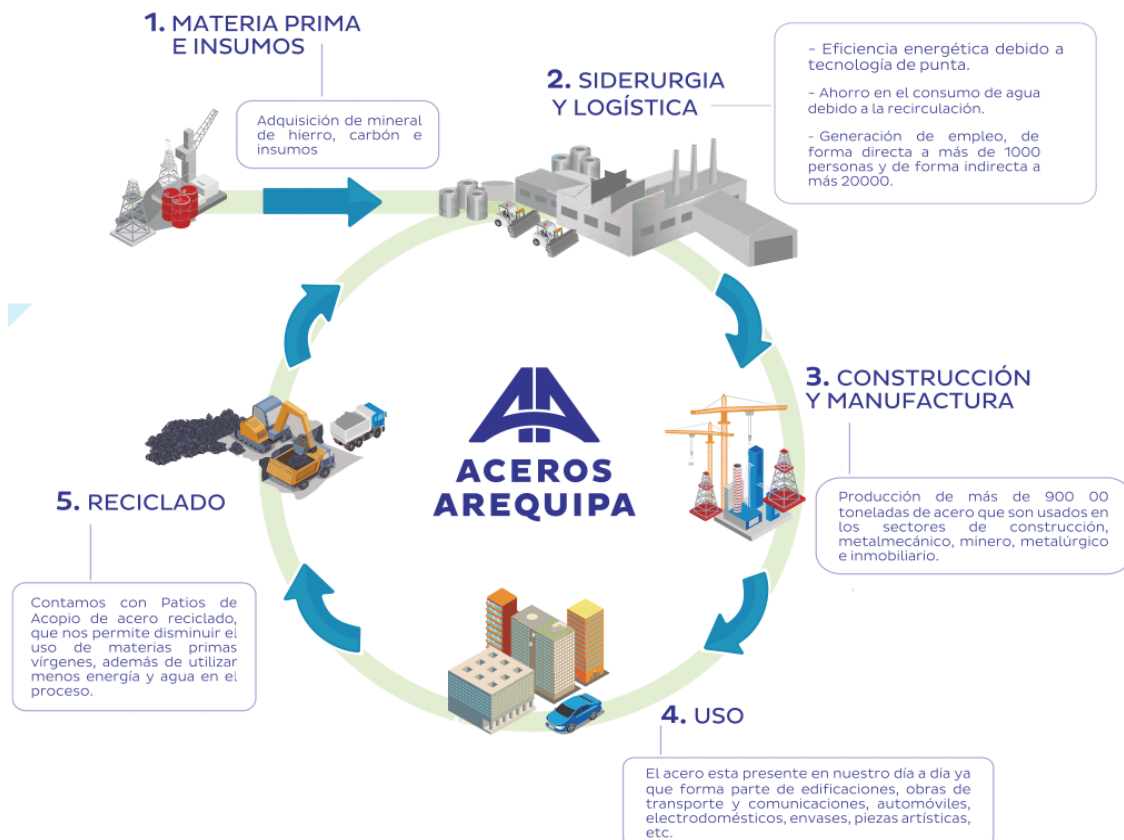 1. MATERIA PRIMA
E INSUMOS
Adquisición de mineral
de hierro, carbón e
insumos
2. SIDERURGIA
Y LOGÍSTICA
- Eficiencia energética debido a
tecnología de punta.
- Ahorro en el consumo de agua
debido a la recirculación.
- Generación de empleo, de
forma directa a más de 1000
personas y de forma indirecta a
más 20000.
3. CONSTRUCCIÓN
Y MANUFACTURA
Producción de más de 900 00
toneladas de acero que son usados en
los sectores de construcción,
metalmecánico, minero, metalúrgico
e inmobiliario.
ACEROS
AREQUIPA
5. RECICLADO
Contamos con Patios de
Acopio de acero reciclado,
que nos permite disminuir el
uso de materias primas
vírgenes, además de utilizar
menos energía y agua en el
proceso.
4. USO
El acero esta presente en nuestro día a día ya
que forma parte de edificaciones, obras de
transporte y comunicaciones, automóviles,
electrodomésticos, envases, piezas artísticas,
etc.